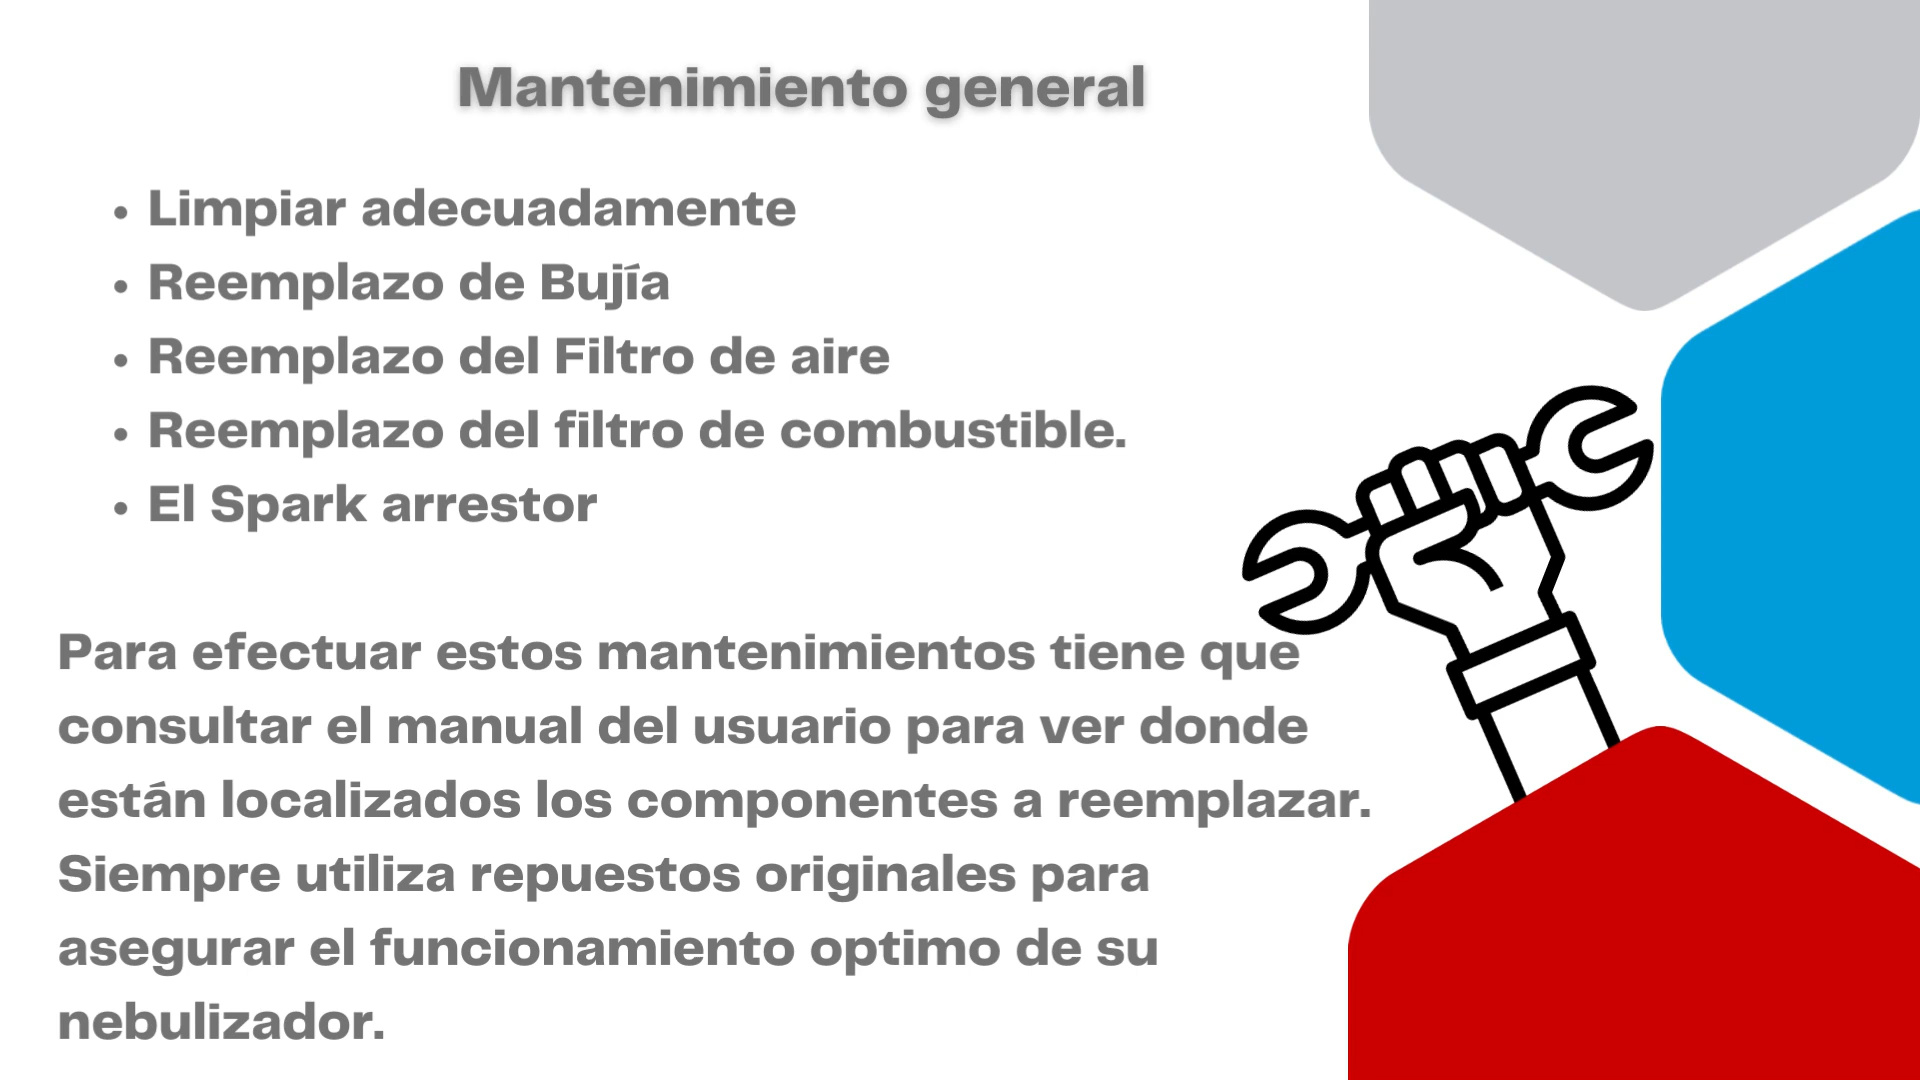 Mantenimiento general
• Limpiar adecuadamente
• Reemplazo de Bujía
• Reemplazo del Filtro de aire
• Reemplazo del filtro de combustible.
• El Spark arrestor
Para efectuar estos mantenimientos tiene que
consultar el manual del usuario para ver donde
están localizados los componentes a reemplazar.
Siempre utiliza repuestos originales para
asegurar el funcionamiento optimo de su
nebulizador.